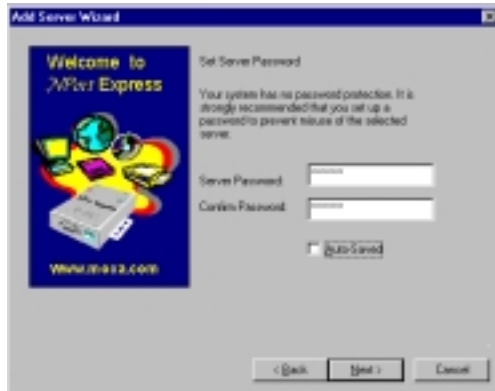 Add Server Wizard
Welcome to
NPort Express
www.moxa.com
Set Server Password
Your system has no password protection. It is
strongly recommended that you set up a
password to prevent misuse of the selected
server.
Server Password:
Confirm Password:
Auto Saved
< Back
Next >
Cancel